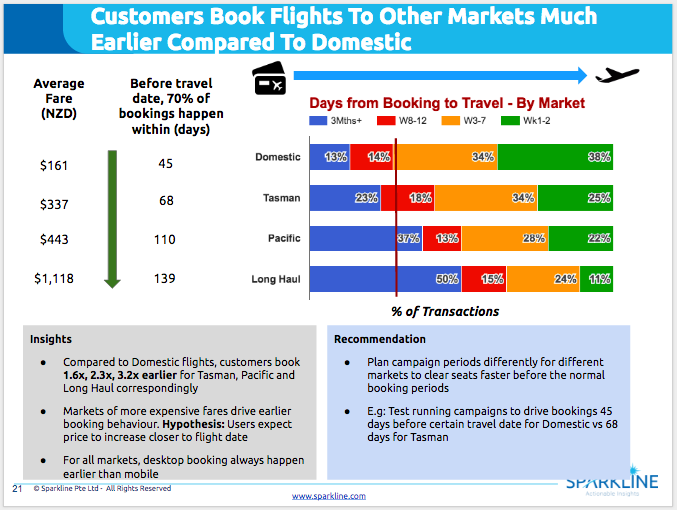 Customers Book Flights To Other Markets Much
Earlier Compared To Domestic
Average
Fare
(NZD)
Before travel
date, 70% of
bookings happen
within (days)
$161
45
$337
68
$443
110
$1,118
139
Days from Booking to Travel - By Market
3Mths+ W8-12 W3-7 Wk1-2
Domestic 13% 14% 34% 38%
Tasman 23% 18% 34% 25%
Pacific 37% 13% 28% 22%
Long Haul 50% 15% 24% 11%
% of Transactions
Insights
● Compared to Domestic flights, customers book
1.6x, 2.3x, 3.2x earlier for Tasman, Pacific and
Long Haul correspondingly
● Markets of more expensive fares drive earlier
booking behaviour. Hypothesis: Users expect
price to increase closer to flight date
● For all markets, desktop booking always happen
earlier than mobile
Recommendation
● Plan campaign periods differently for different
markets to clear seats faster before the normal
booking periods
● E.g: Test running campaigns to drive bookings 45
days before certain travel date for Domestic vs 68
days for Tasman
21 © Sparkline Pte Ltd - All Rights Reserved
www.sparkline.com
SPARKLINE
Actionable Insights